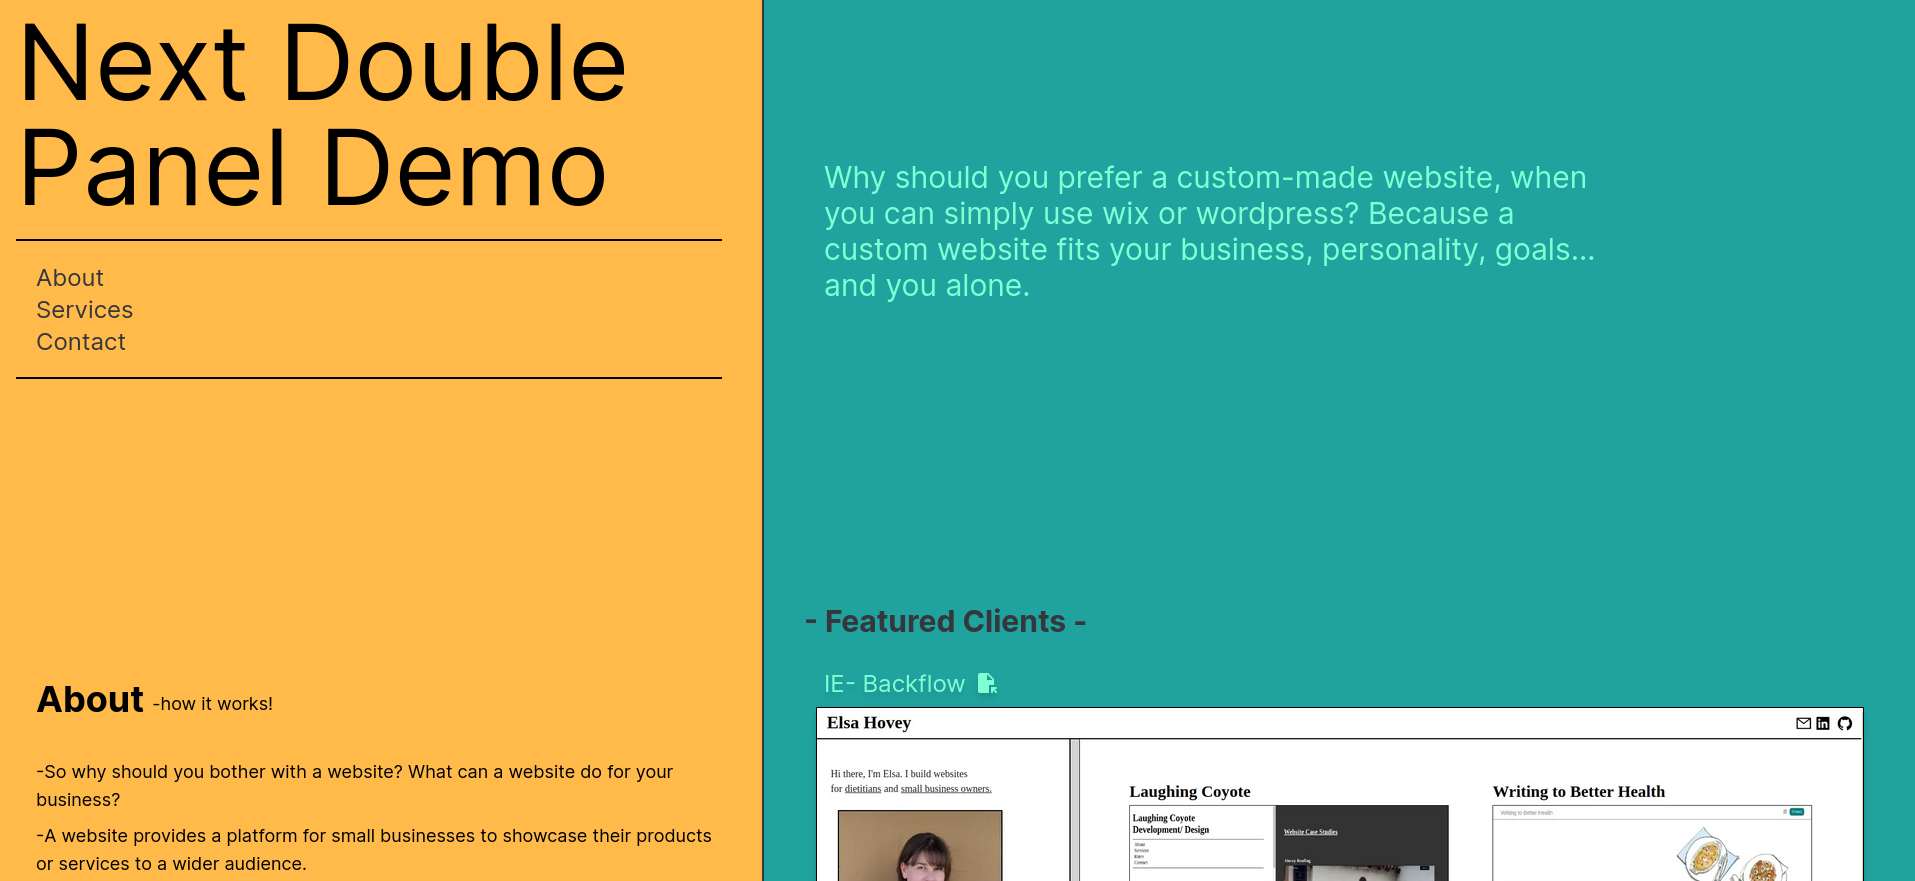 Next Double
Panel Demo
About
Services
Contact
About -how it works!
-So why should you bother with a website? What can a website do for your
business?
-A website provides a platform for small businesses to showcase their products
or services to a wider audience.
Why should you prefer a custom-made website, when
you can simply use wix or wordpress? Because a
custom website fits your business, personality, goals...
and you alone.
- Featured Clients -
IE- Backflow
Elsa Hovey
Hi there, I'm Elsa. I build websites
for dietitians and small business owners.
Laughing Coyote
Laughing Coyote
Development/ Design
About
Services
Rates
Contact
Website Case Studies
Writing to Better Health
Writing to Better Health